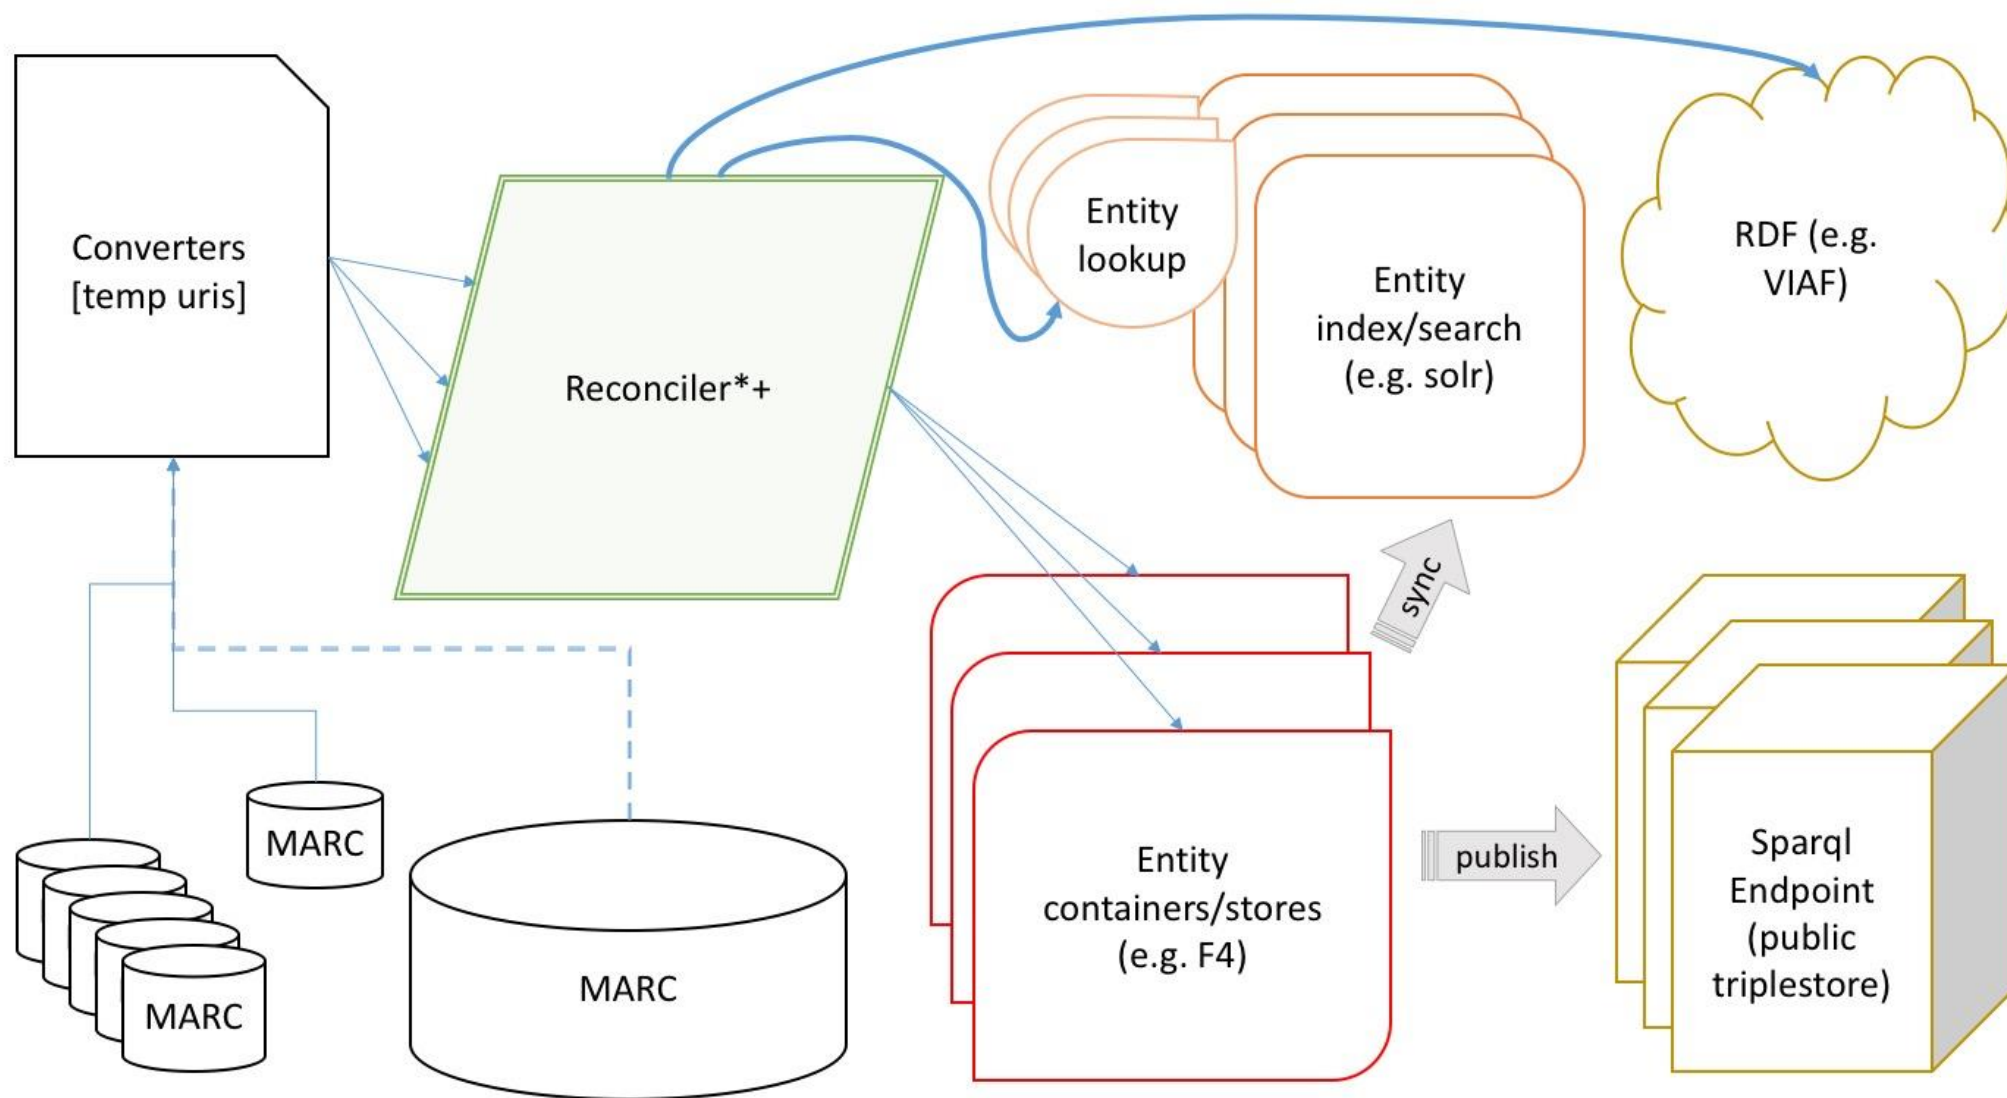 Converters
[temp uris]
Reconciler*+
Entity
lookup
Entity
index/search
(e.g. solr)
RDF (e.g.
VIAF)
sync
MARC
MARC
MARC
Entity
containers/stores
(e.g. F4)
publish
Sparql
Endpoint
(public
triplestore)